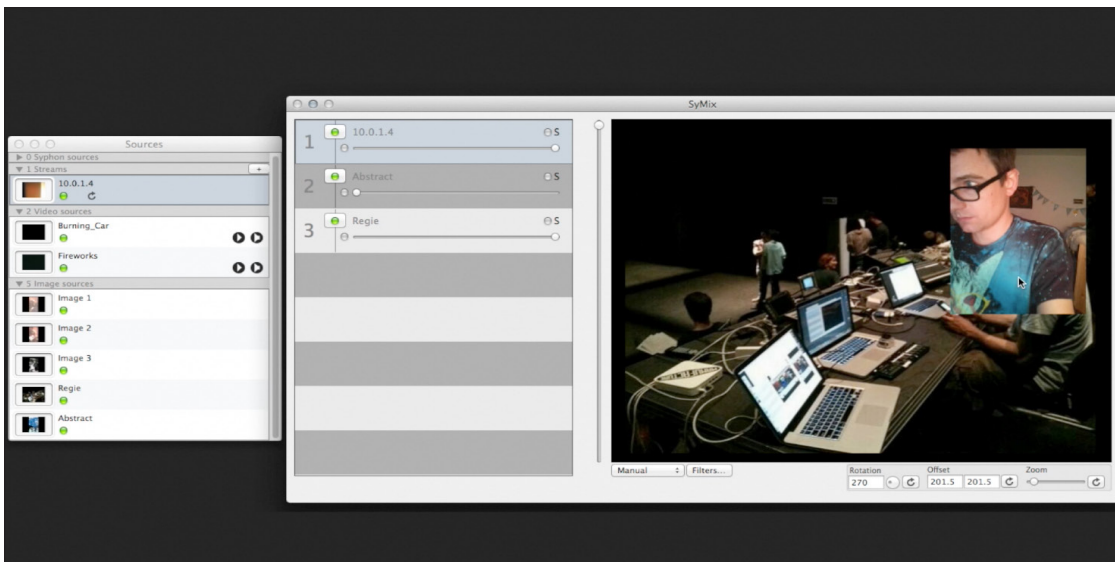 Sources
0 Syphon sources
1 Streams
+
10.0.1.4
2 Video sources
Burning_Car
Fireworks
5 Image sources
Image 1
Image 2
Image 3
Regie
Abstract
SyMix
1 10.0.1.4 S
2 Abstract S
3 Regie S
Manual
Filters...
Rotation
270
Offset
201.5 201.5
Zoom